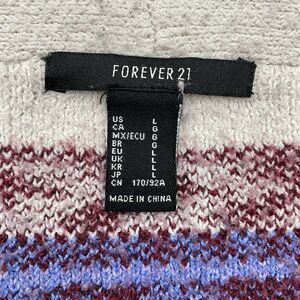 FOREVER 21
US L
CA G
MX/ECU G
BR G
EU L
UK L
KR L
JP L
CN 170/92A
MADE IN CHINA